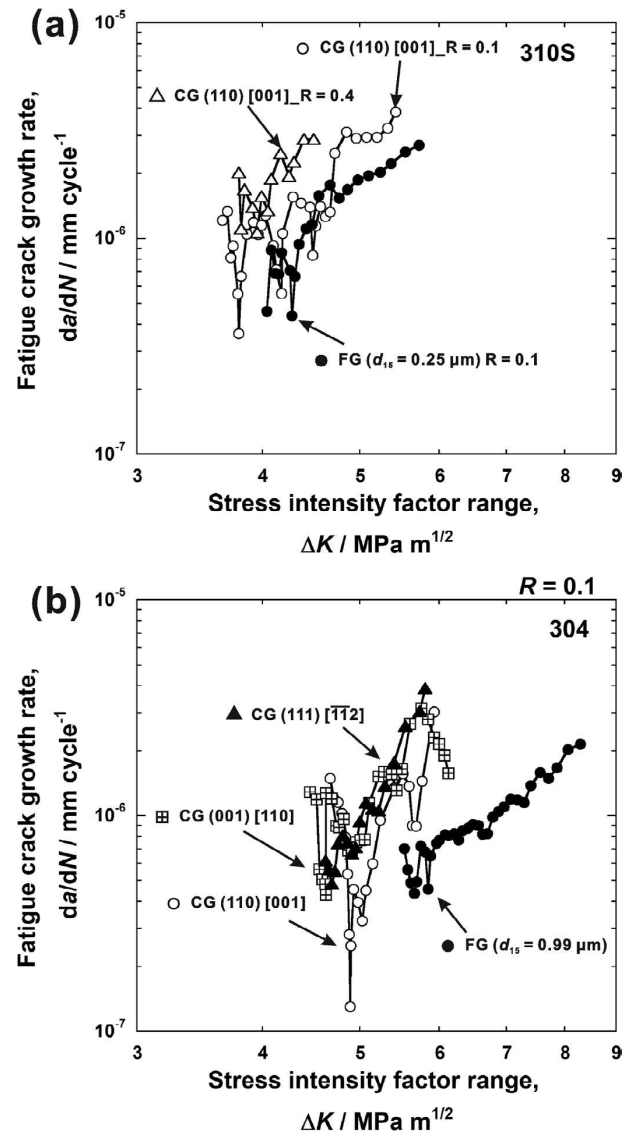 (a)
10⁻⁵
○ CG (110) [001]_R = 0.1
310S
△ CG (110) [001]_R = 0.4
10⁻⁶
● FG (d₁₅ = 0.25 μm) R = 0.1
10⁻⁷
Fatigue crack growth rate,
da/dN / mm cycle⁻¹
3 4 5 6 7 8 9
Stress intensity factor range,
ΔK / MPa m¹/²
(b)
R = 0.1
10⁻⁵
304
▲ CG (111) [1̅1̅2]
10⁻⁶
⊞ CG (001) [110]
○ CG (110) [001]
● FG (d₁₅ = 0.99 μm)
10⁻⁷
Fatigue crack growth rate,
da/dN / mm cycle⁻¹
3 4 5 6 7 8 9
Stress intensity factor range,
ΔK / MPa m¹/²